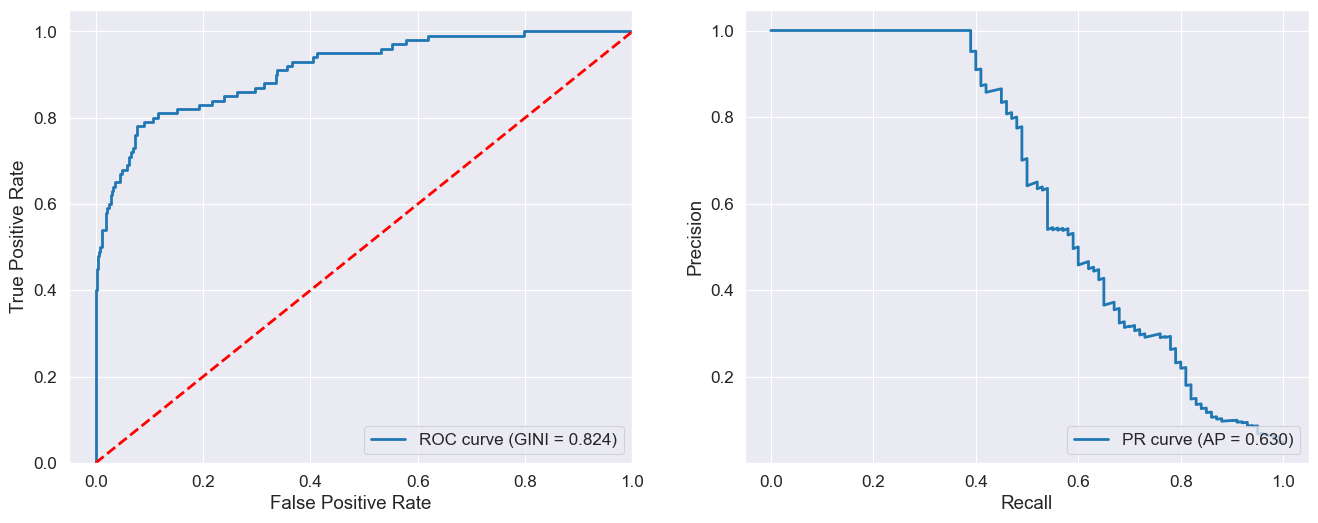 1.0
0.8
0.6
0.4
0.2
0.0
True Positive Rate
0.0 0.2 0.4 0.6 0.8 1.0
False Positive Rate
ROC curve (GINI = 0.824)
1.0
0.8
0.6
0.4
0.2
Precision
0.0 0.2 0.4 0.6 0.8 1.0
Recall
PR curve (AP = 0.630)